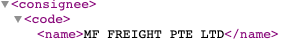 <consignee>
<code>
<name>MF FREIGHT PTE LTD</name>